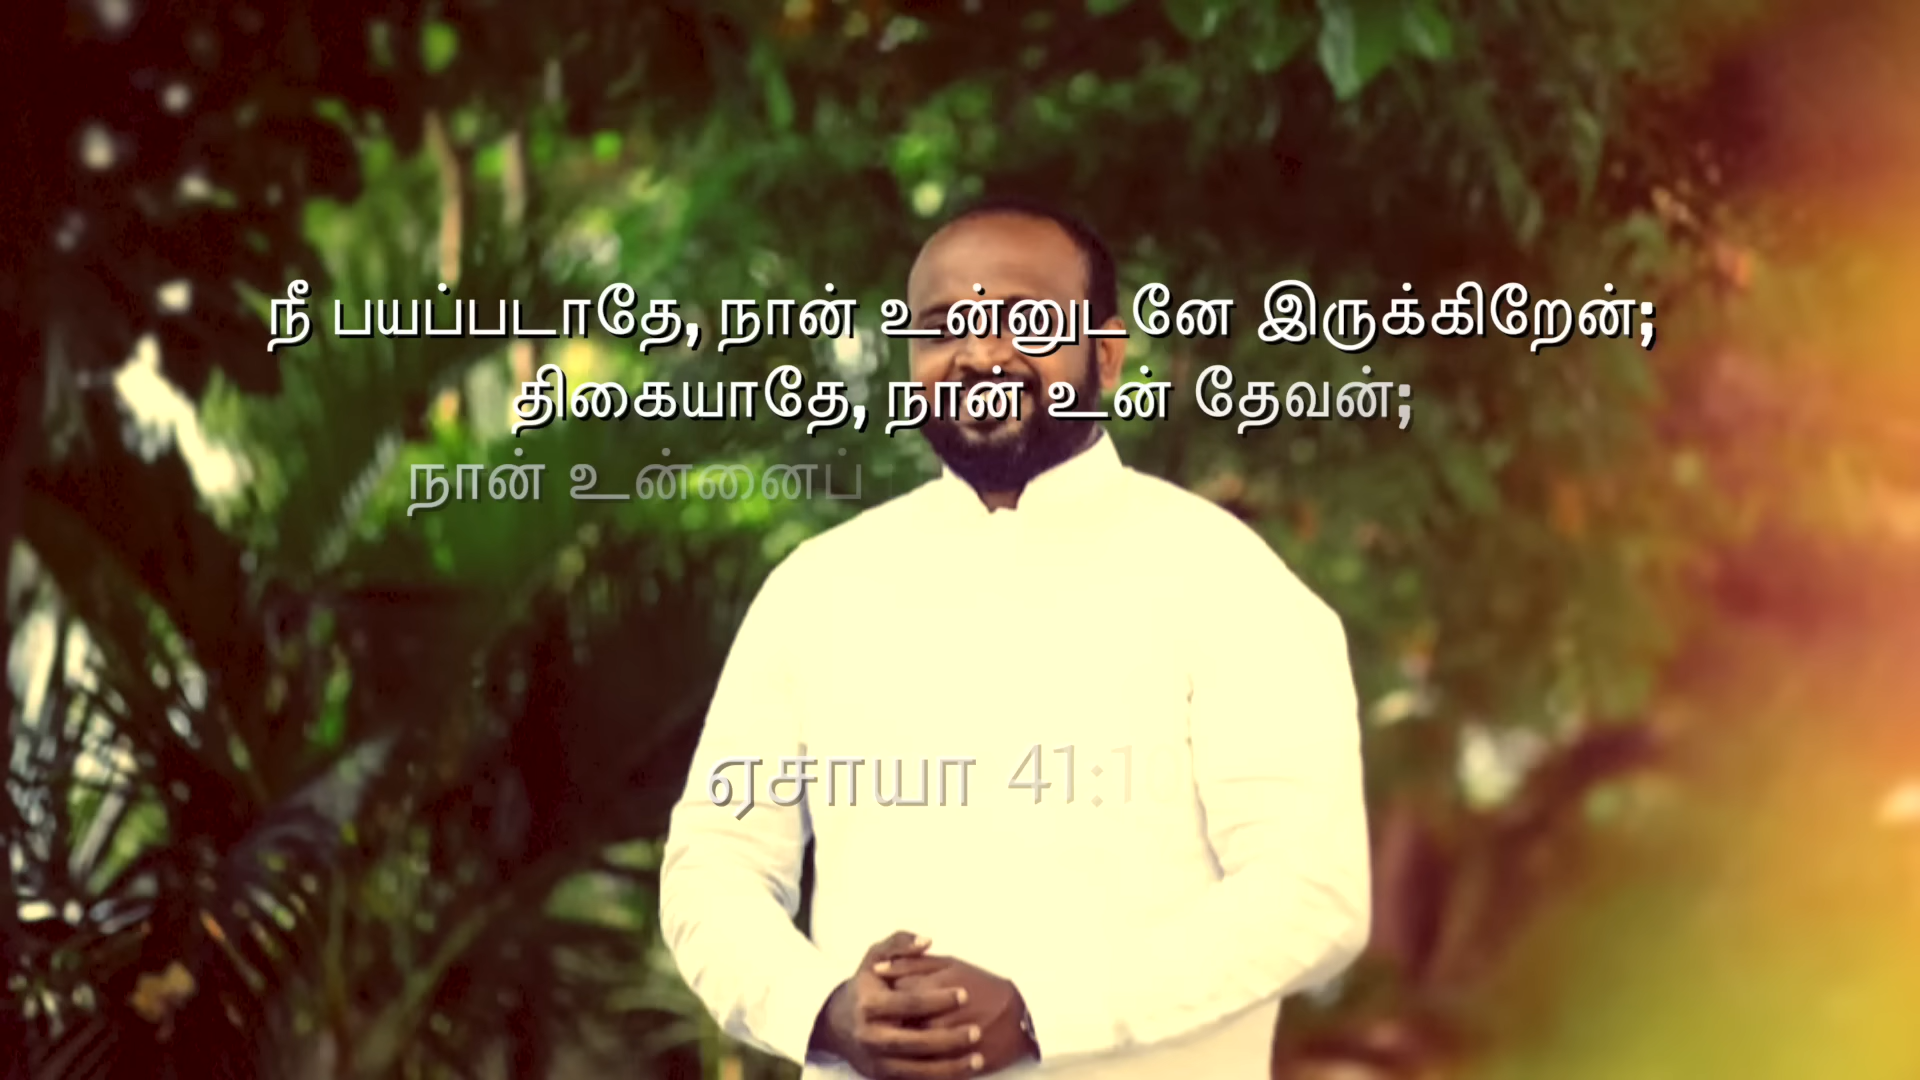 நீ பயப்படாதே, நான் உன்னுடனே இருக்கிறேன்;
திகையாதே, நான் உன் தேவன்;
நான் உன்னைப்
ஏசாயா 41:1